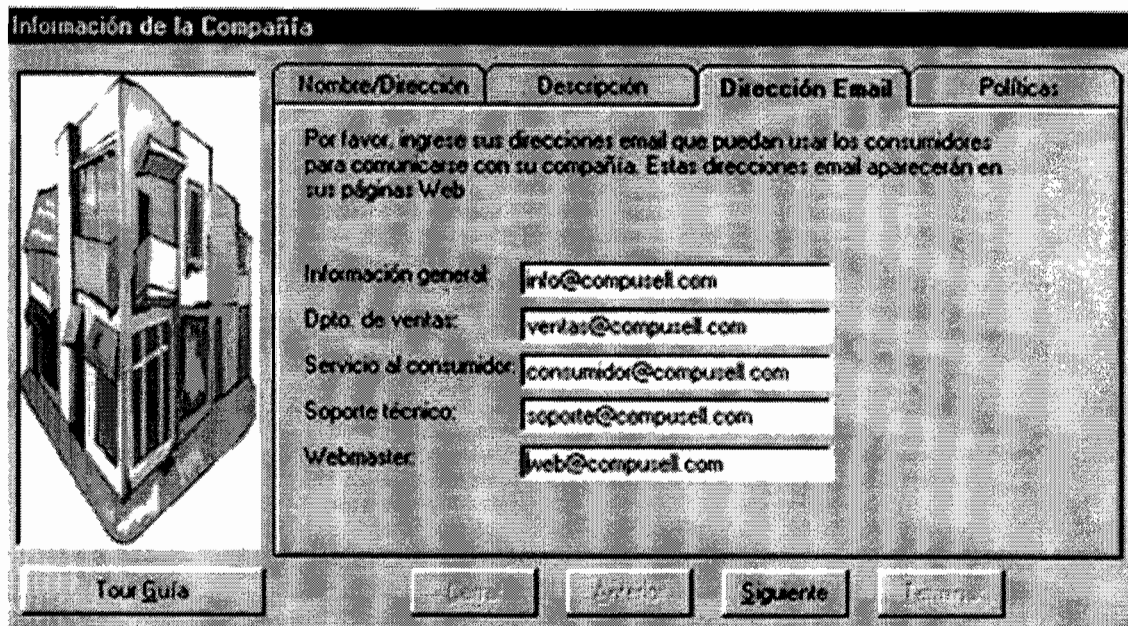 Información de la Compañía
Nombre/Dirección
Descripción
Dirección Email
Políticas
Por favor, ingrese sus direcciones email que puedan usar los consumidores
para comunicarse con su compañía. Estas direcciones email aparecerán en
sus páginas Web
Información general: info@compusell.com
Dpto. de ventas: ventas@compusell.com
Servicio al consumidor: consumidor@compusell.com
Soporte técnico: soporte@compusell.com
Webmaster: web@compusell.com
Tour Guía
Anterior
Siguiente